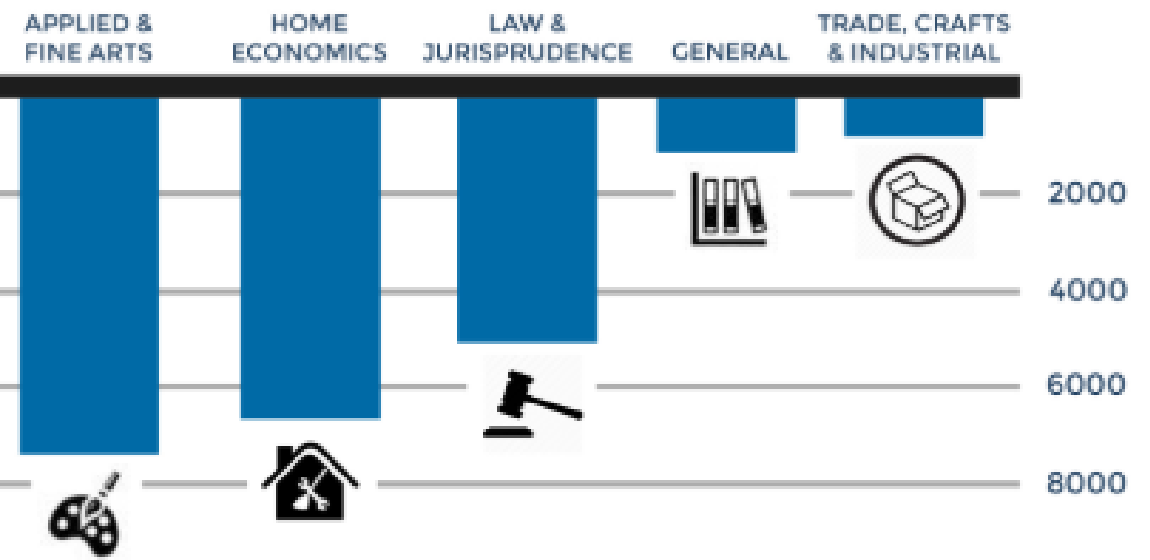 APPLIED &
FINE ARTS
HOME
ECONOMICS
LAW &
JURISPRUDENCE
GENERAL
TRADE, CRAFTS
& INDUSTRIAL
2000
4000
6000
8000